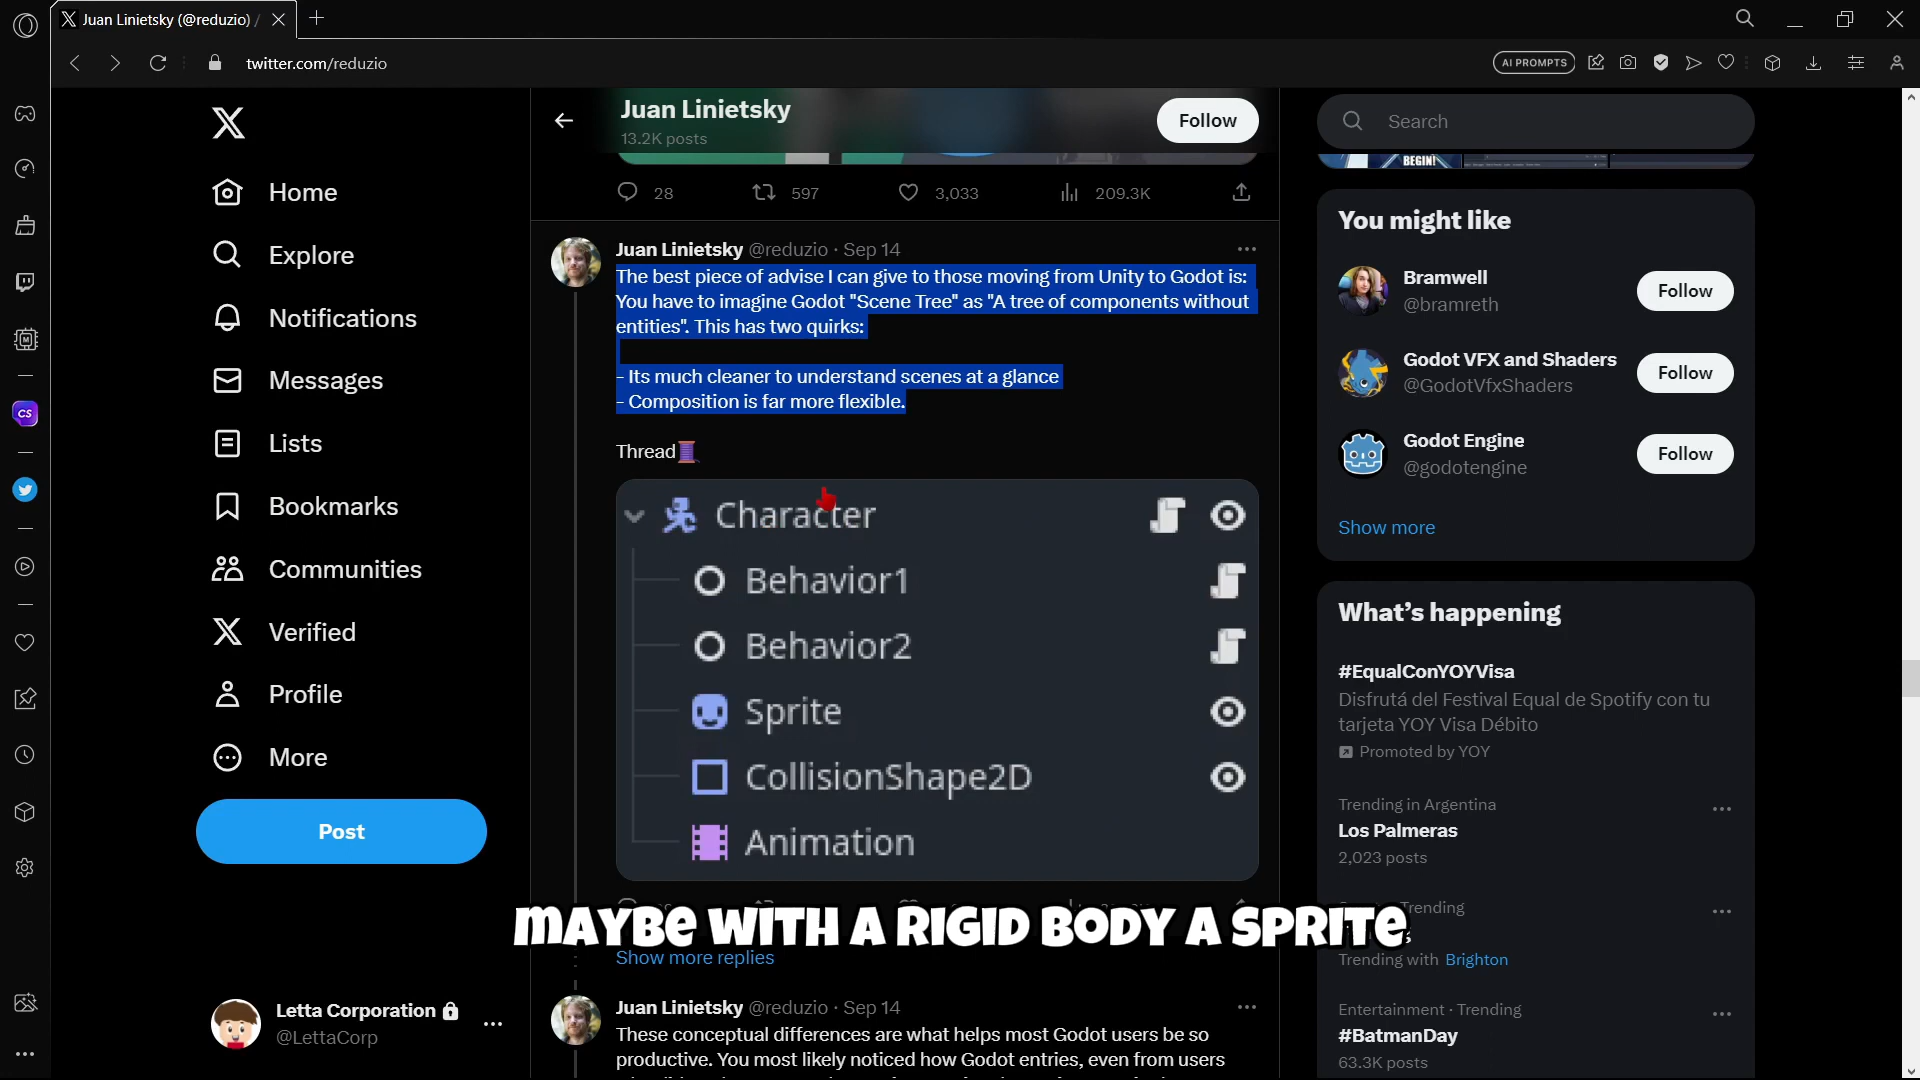 Juan Linietsky (@reduzio) /
twitter.com/reduzio
AI PROMPTS
Home
Explore
Notifications
Messages
Lists
Bookmarks
Communities
Verified
Profile
More
Post
Letta Corporation
@LettaCorp
Juan Linietsky
13.2K posts
Follow
28
597
3,033
209.3K
Juan Linietsky @reduzio · Sep 14
The best piece of advise I can give to those moving from Unity to Godot is:
You have to imagine Godot "Scene Tree" as "A tree of components without
entities". This has two quirks:
- Its much cleaner to understand scenes at a glance
- Composition is far more flexible.
Thread
Character
Behavior1
Behavior2
Sprite
CollisionShape2D
Animation
maybe with a rigid body a sprite
Show more replies
Juan Linietsky @reduzio · Sep 14
These conceptual differences are what helps most Godot users be so
productive. You most likely noticed how Godot entries, even from users
Search
BEGIN!
You might like
Bramwell
@bramreth
Follow
Godot VFX and Shaders
@GodotVfxShaders
Follow
Godot Engine
@godotengine
Follow
Show more
What's happening
#EqualConYOYVisa
Disfrutá del Festival Equal de Spotify con tu
tarjeta YOY Visa Débito
Promoted by YOY
Trending in Argentina
Los Palmeras
2,023 posts
Trending
Trending with Brighton
Entertainment · Trending
#BatmanDay
63.3K posts